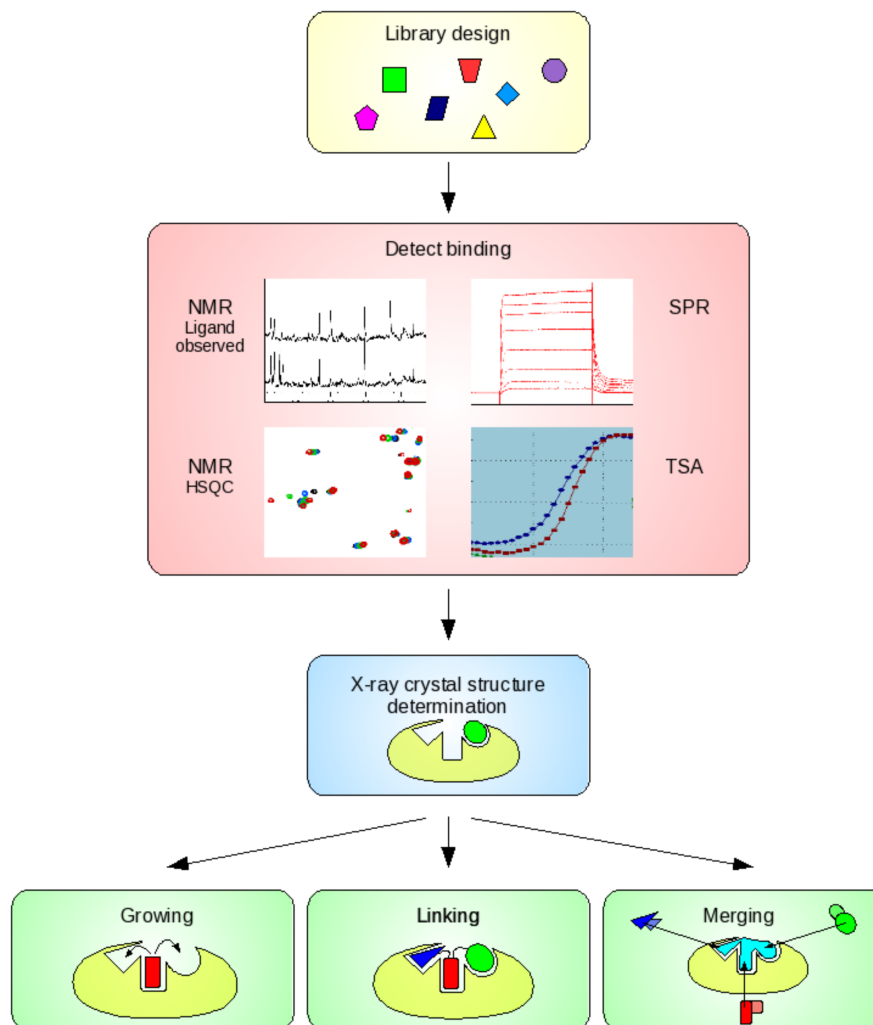 Library design
Detect binding
NMR
Ligand
observed
SPR
NMR
HSQC
TSA
X-ray crystal structure
determination
Growing
Linking
Merging